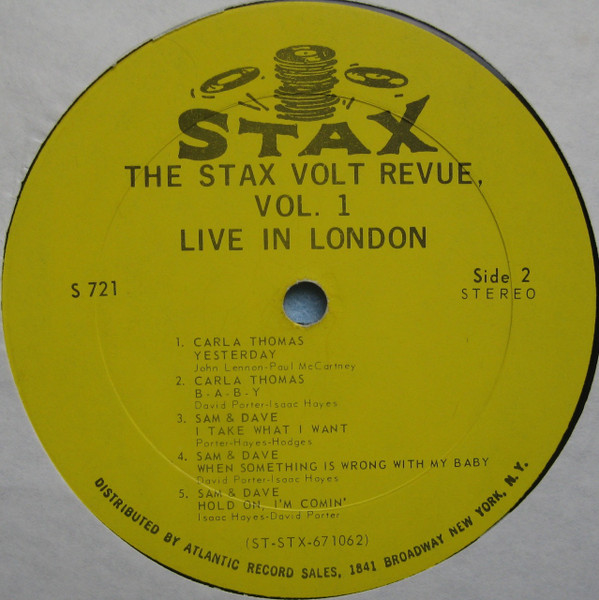 STAX
THE STAX VOLT REVUE,
VOL. 1
LIVE IN LONDON
S 721
Side 2
STEREO
1. CARLA THOMAS
YESTERDAY
John Lennon-Paul McCartney
2. CARLA THOMAS
B-A-B-Y
David Porter-Isaac Hayes
3. SAM & DAVE
I TAKE WHAT I WANT
Porter-Hayes-Hodges
4. SAM & DAVE
WHEN SOMETHING IS WRONG WITH MY BABY
David Porter-Isaac Hayes
5. SAM & DAVE
HOLD ON, I'M COMIN'
Isaac Hayes-David Porter
(ST-STX-671062)
DISTRIBUTED BY ATLANTIC RECORD SALES, 1841 BROADWAY NEW YORK, N.Y.